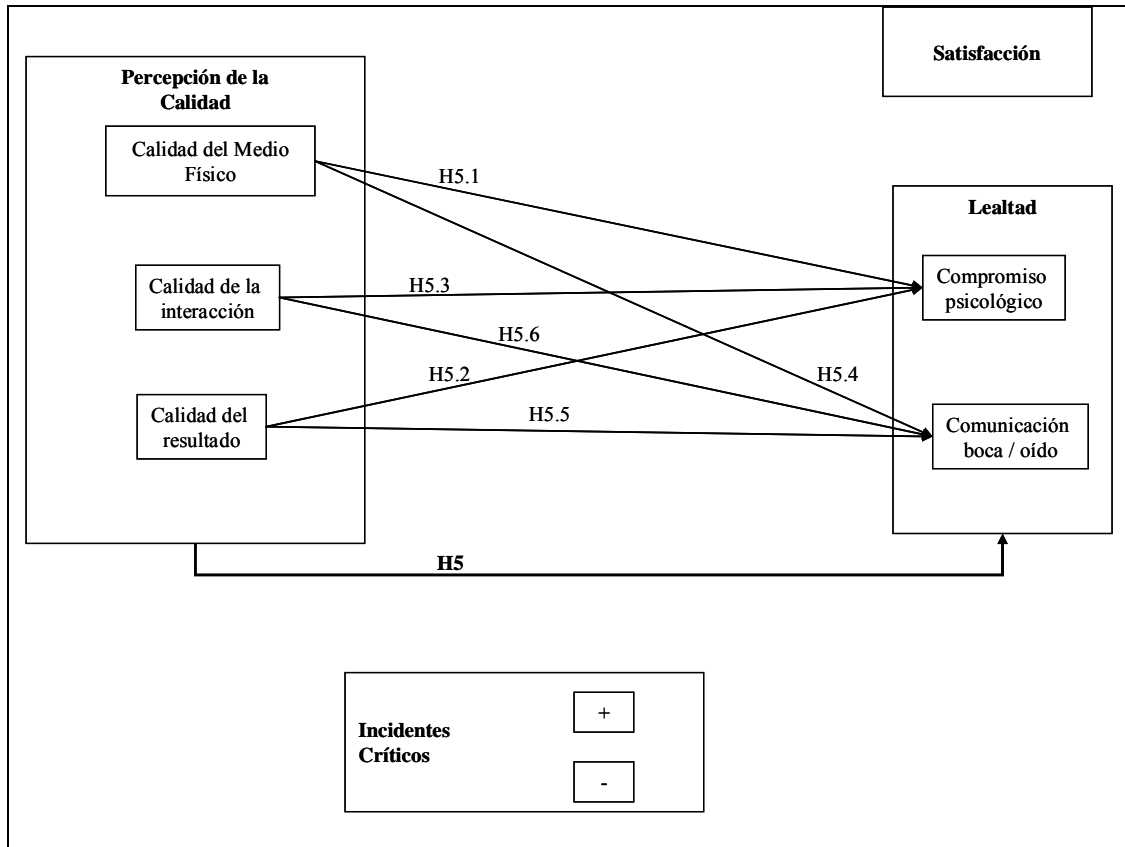 Satisfacción
Percepción de la
Calidad
Calidad del Medio
Físico
H5.1
Lealtad
Calidad de la
interacción
H5.3
Compromiso
psicológico
H5.6
H5.2
H5.4
Calidad del
resultado
H5.5
Comunicación
boca / oído
H5
Incidentes
Críticos
+
-